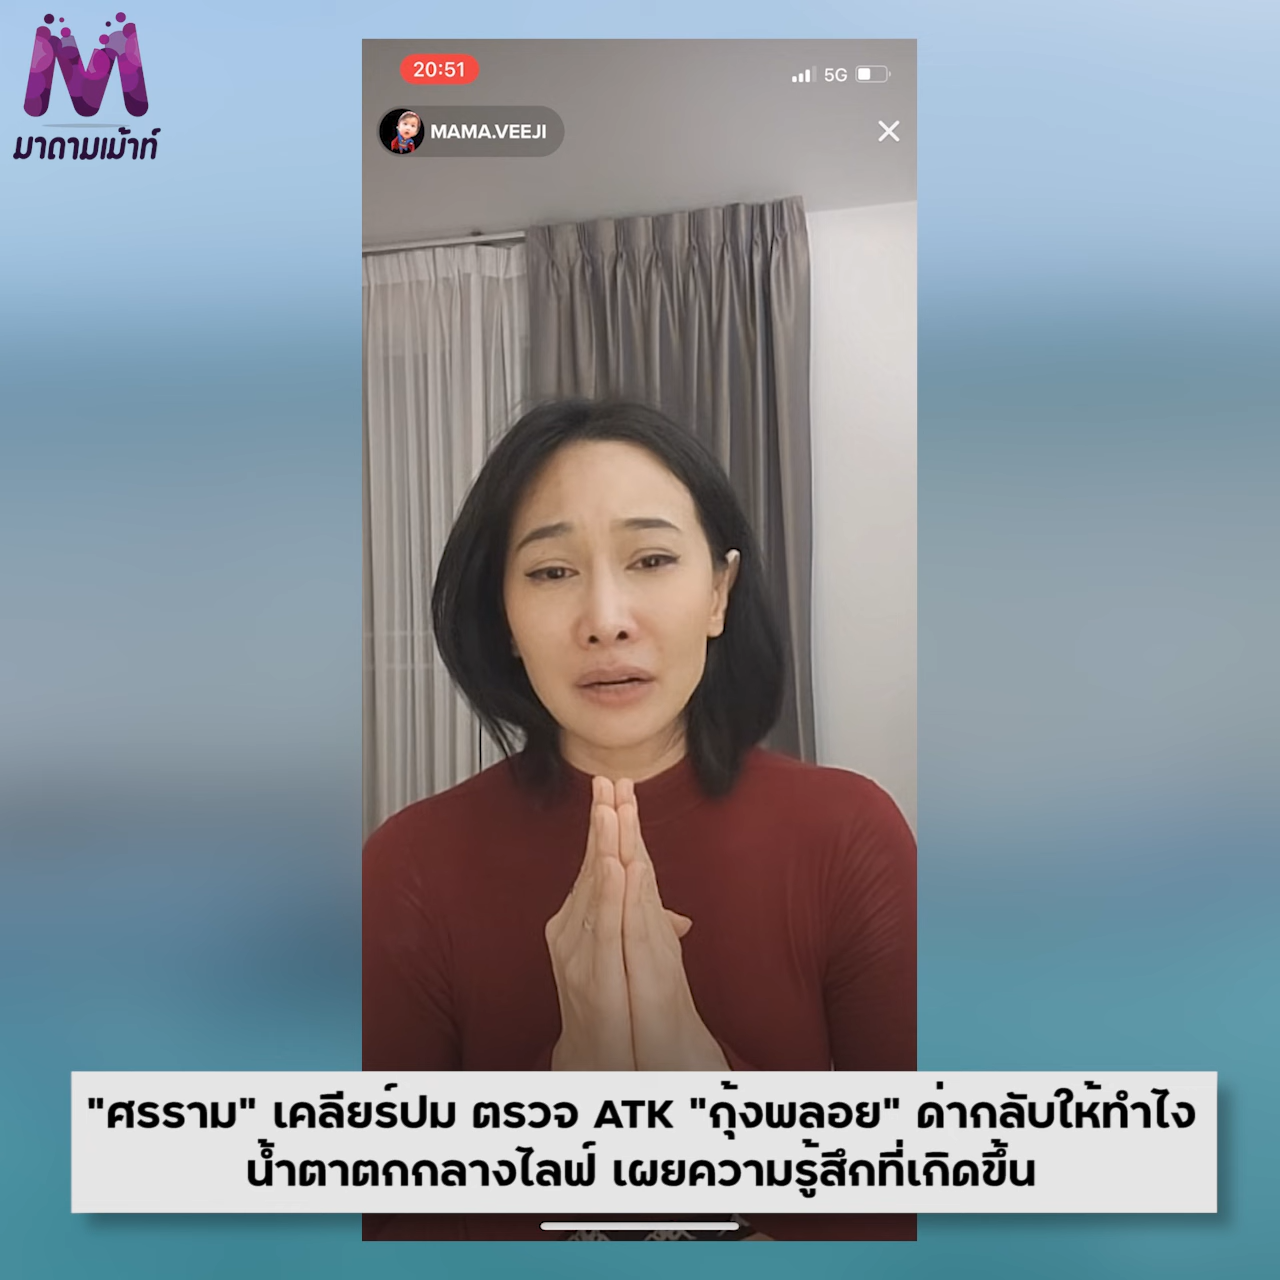 มาดามเม้าท์
20:51
5G
MAMA.VEEJI
"ศรราม" เคลียร์ปม ตรวจ ATK "กุ้งพลอย" ด่ากลับให้ทำไง
น้ำตาตกกลางไลฟ์ เผยความรู้สึกที่เกิดขึ้น